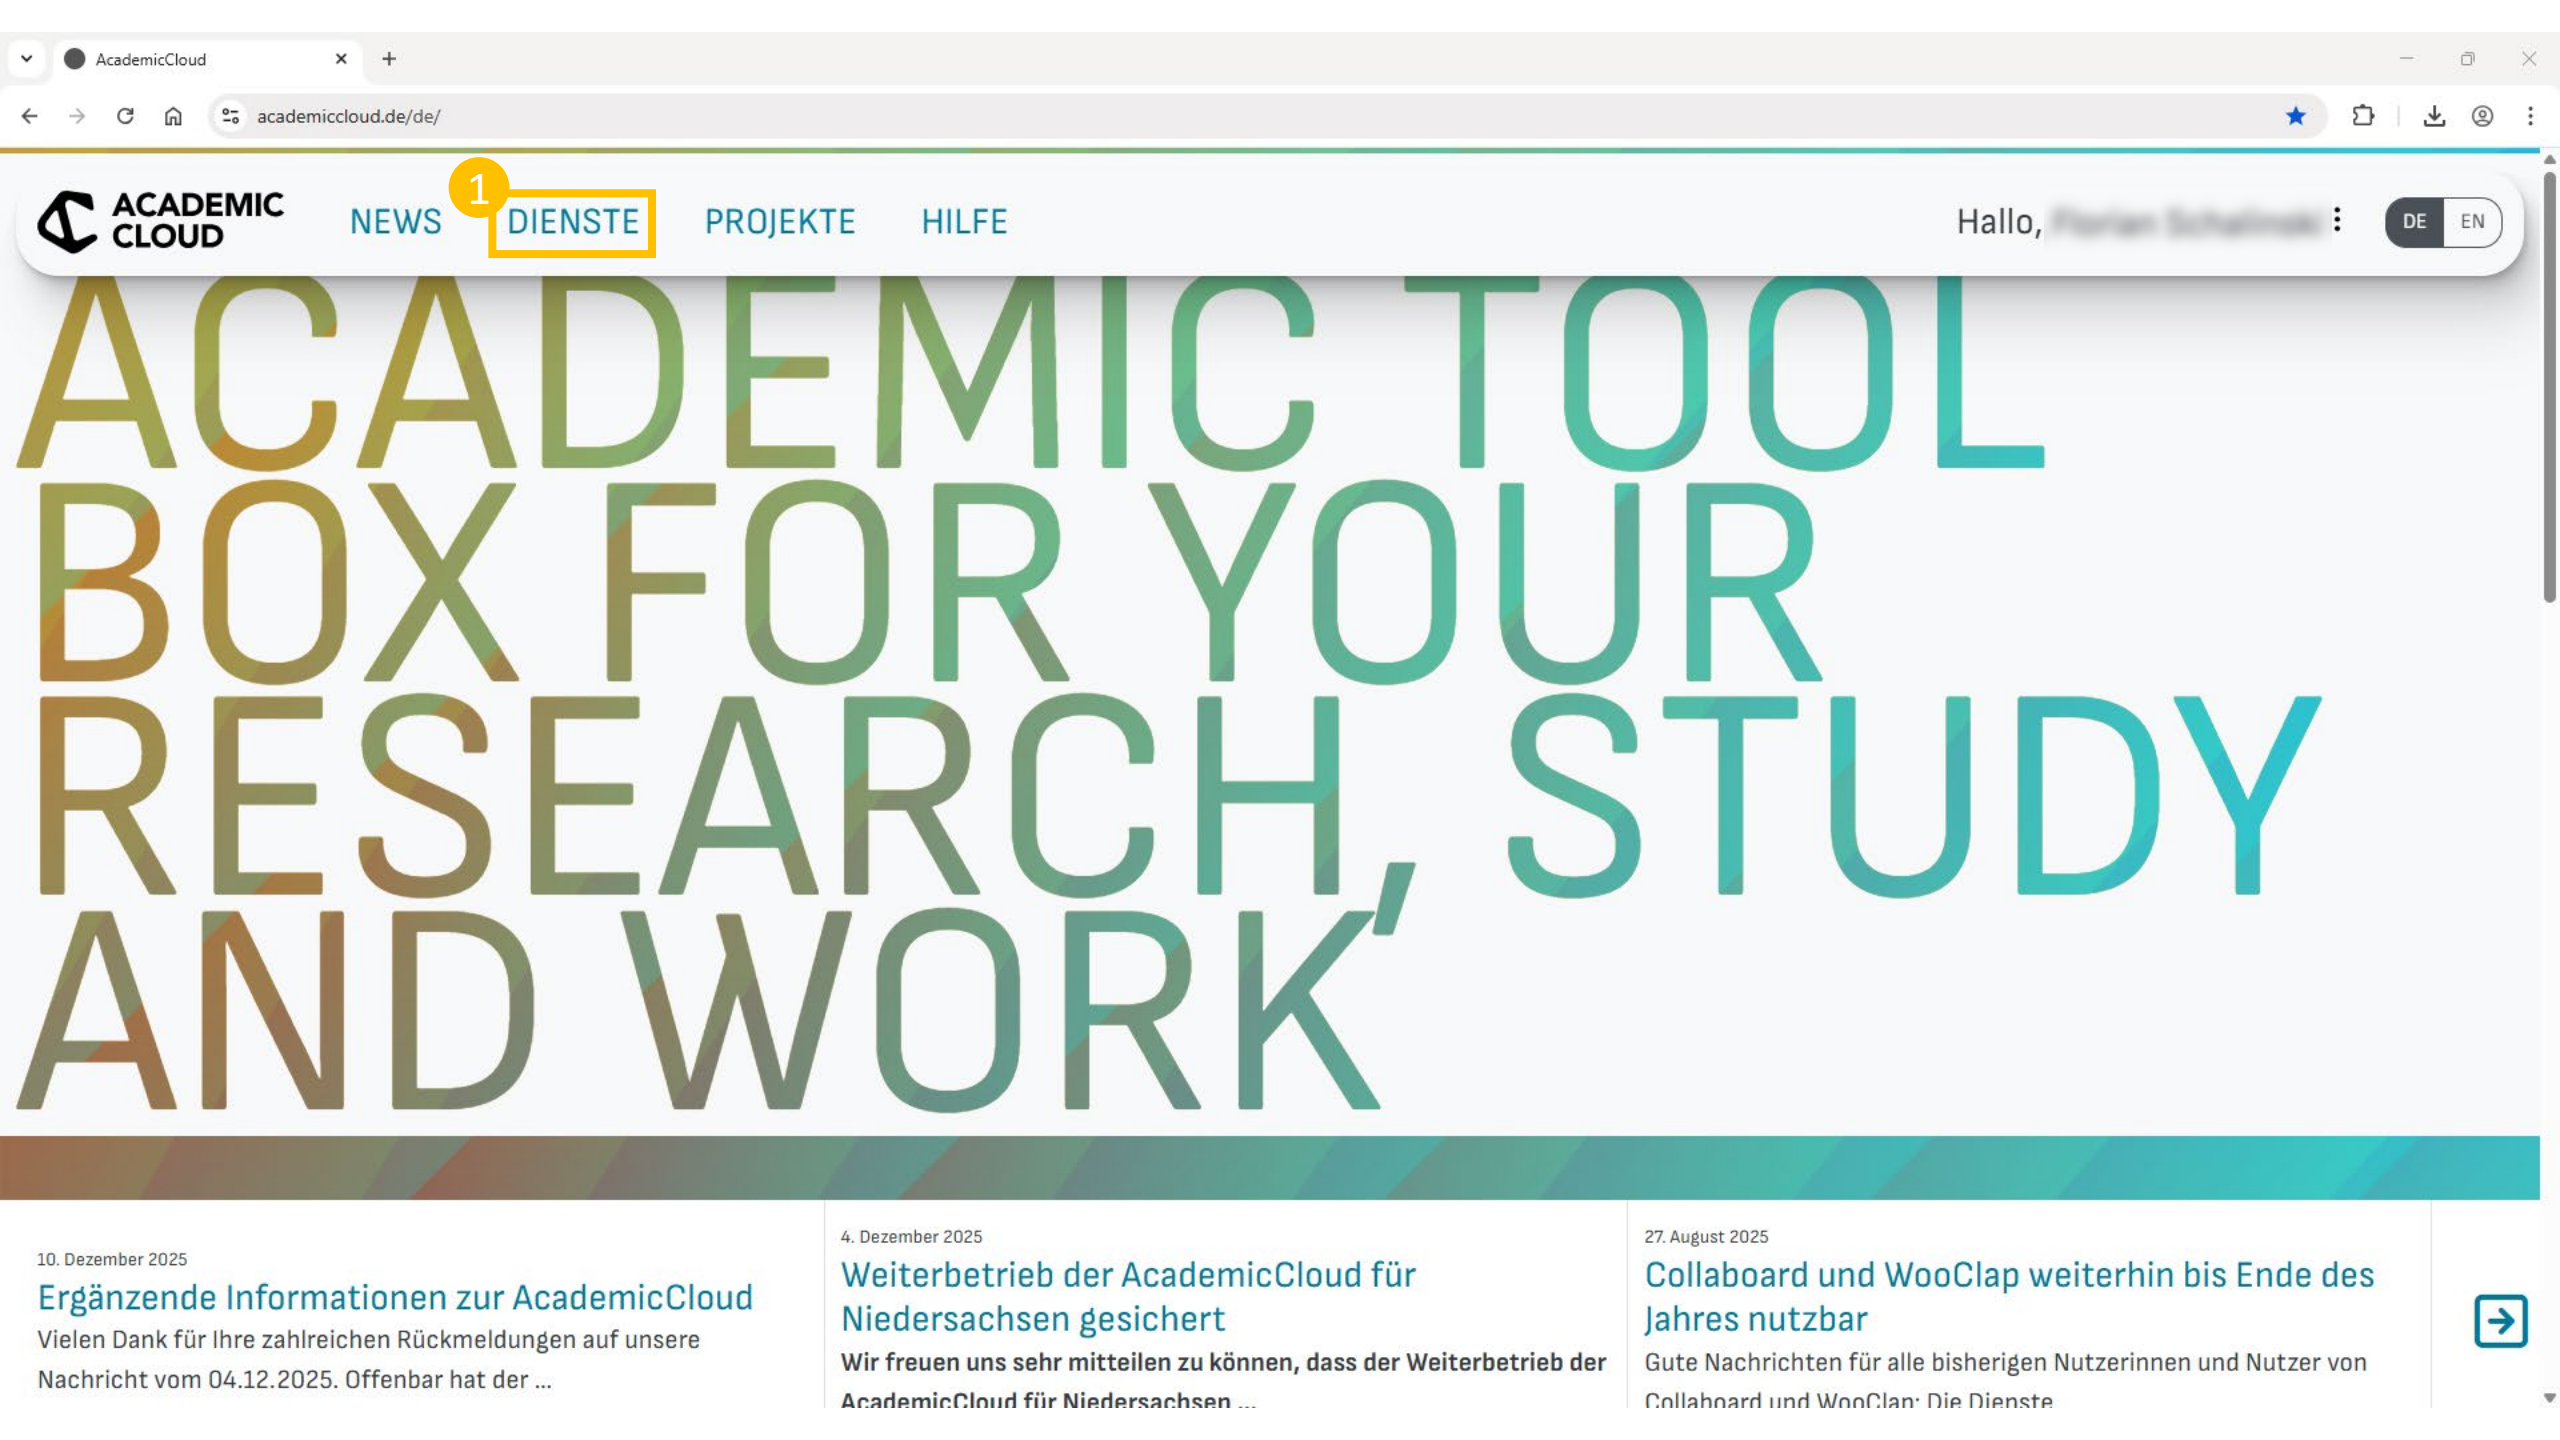 AcademicCloud
academiccloud.de/de/
1
ACADEMIC
CLOUD
NEWS
DIENSTE
PROJEKTE
HILFE
Hallo,
DE
EN
ACADEMIC TOOL
BOX FOR YOUR
RESEARCH, STUDY
AND WORK
10. Dezember 2025
Ergänzende Informationen zur AcademicCloud
Vielen Dank für Ihre zahlreichen Rückmeldungen auf unsere
Nachricht vom 04.12.2025. Offenbar hat der ...
4. Dezember 2025
Weiterbetrieb der AcademicCloud für
Niedersachsen gesichert
Wir freuen uns sehr mitteilen zu können, dass der Weiterbetrieb der
AcademicCloud für Niedersachsen ...
27. August 2025
Collaboard und WooClap weiterhin bis Ende des
Jahres nutzbar
Gute Nachrichten für alle bisherigen Nutzerinnen und Nutzer von
Collaboard und WooClap: Die Dienste